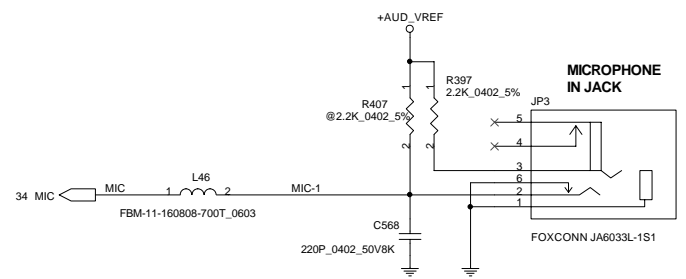 +AUD_VREF
R397
2.2K_0402_5%
R407
@2.2K_0402_5%
1
1
2
2
MICROPHONE
IN JACK
JP3
5
4
3
6
2
1
34 MIC
MIC
1
L46
2
MIC-1
FBM-11-160808-700T_0603
C568
220P_0402_50V8K
FOXCONN JA6033L-1S1